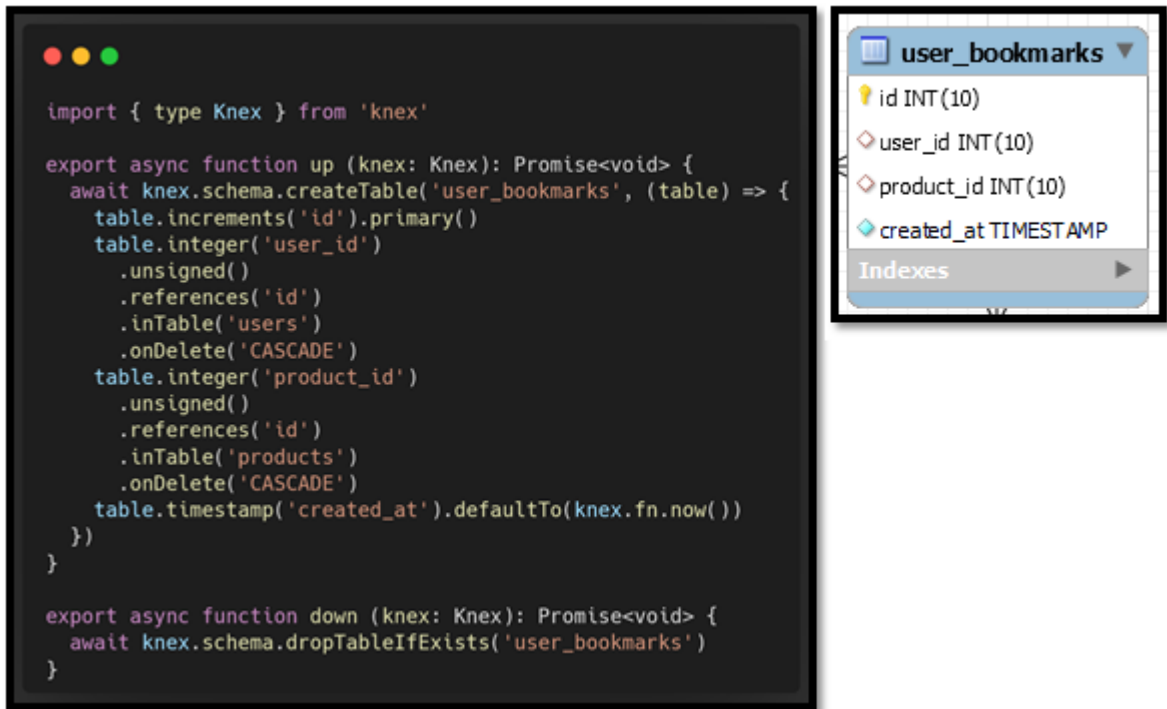 import { type Knex } from 'knex'
export async function up (knex: Knex): Promise<void> {
  await knex.schema.createTable('user_bookmarks', (table) => {
    table.increments('id').primary()
    table.integer('user_id')
      .unsigned()
      .references('id')
      .inTable('users')
      .onDelete('CASCADE')
    table.integer('product_id')
      .unsigned()
      .references('id')
      .inTable('products')
      .onDelete('CASCADE')
    table.timestamp('created_at').defaultTo(knex.fn.now())
  })
}
export async function down (knex: Knex): Promise<void> {
  await knex.schema.dropTableIfExists('user_bookmarks')
}
user_bookmarks
id INT(10)
user_id INT(10)
product_id INT(10)
created_at TIMESTAMP
Indexes